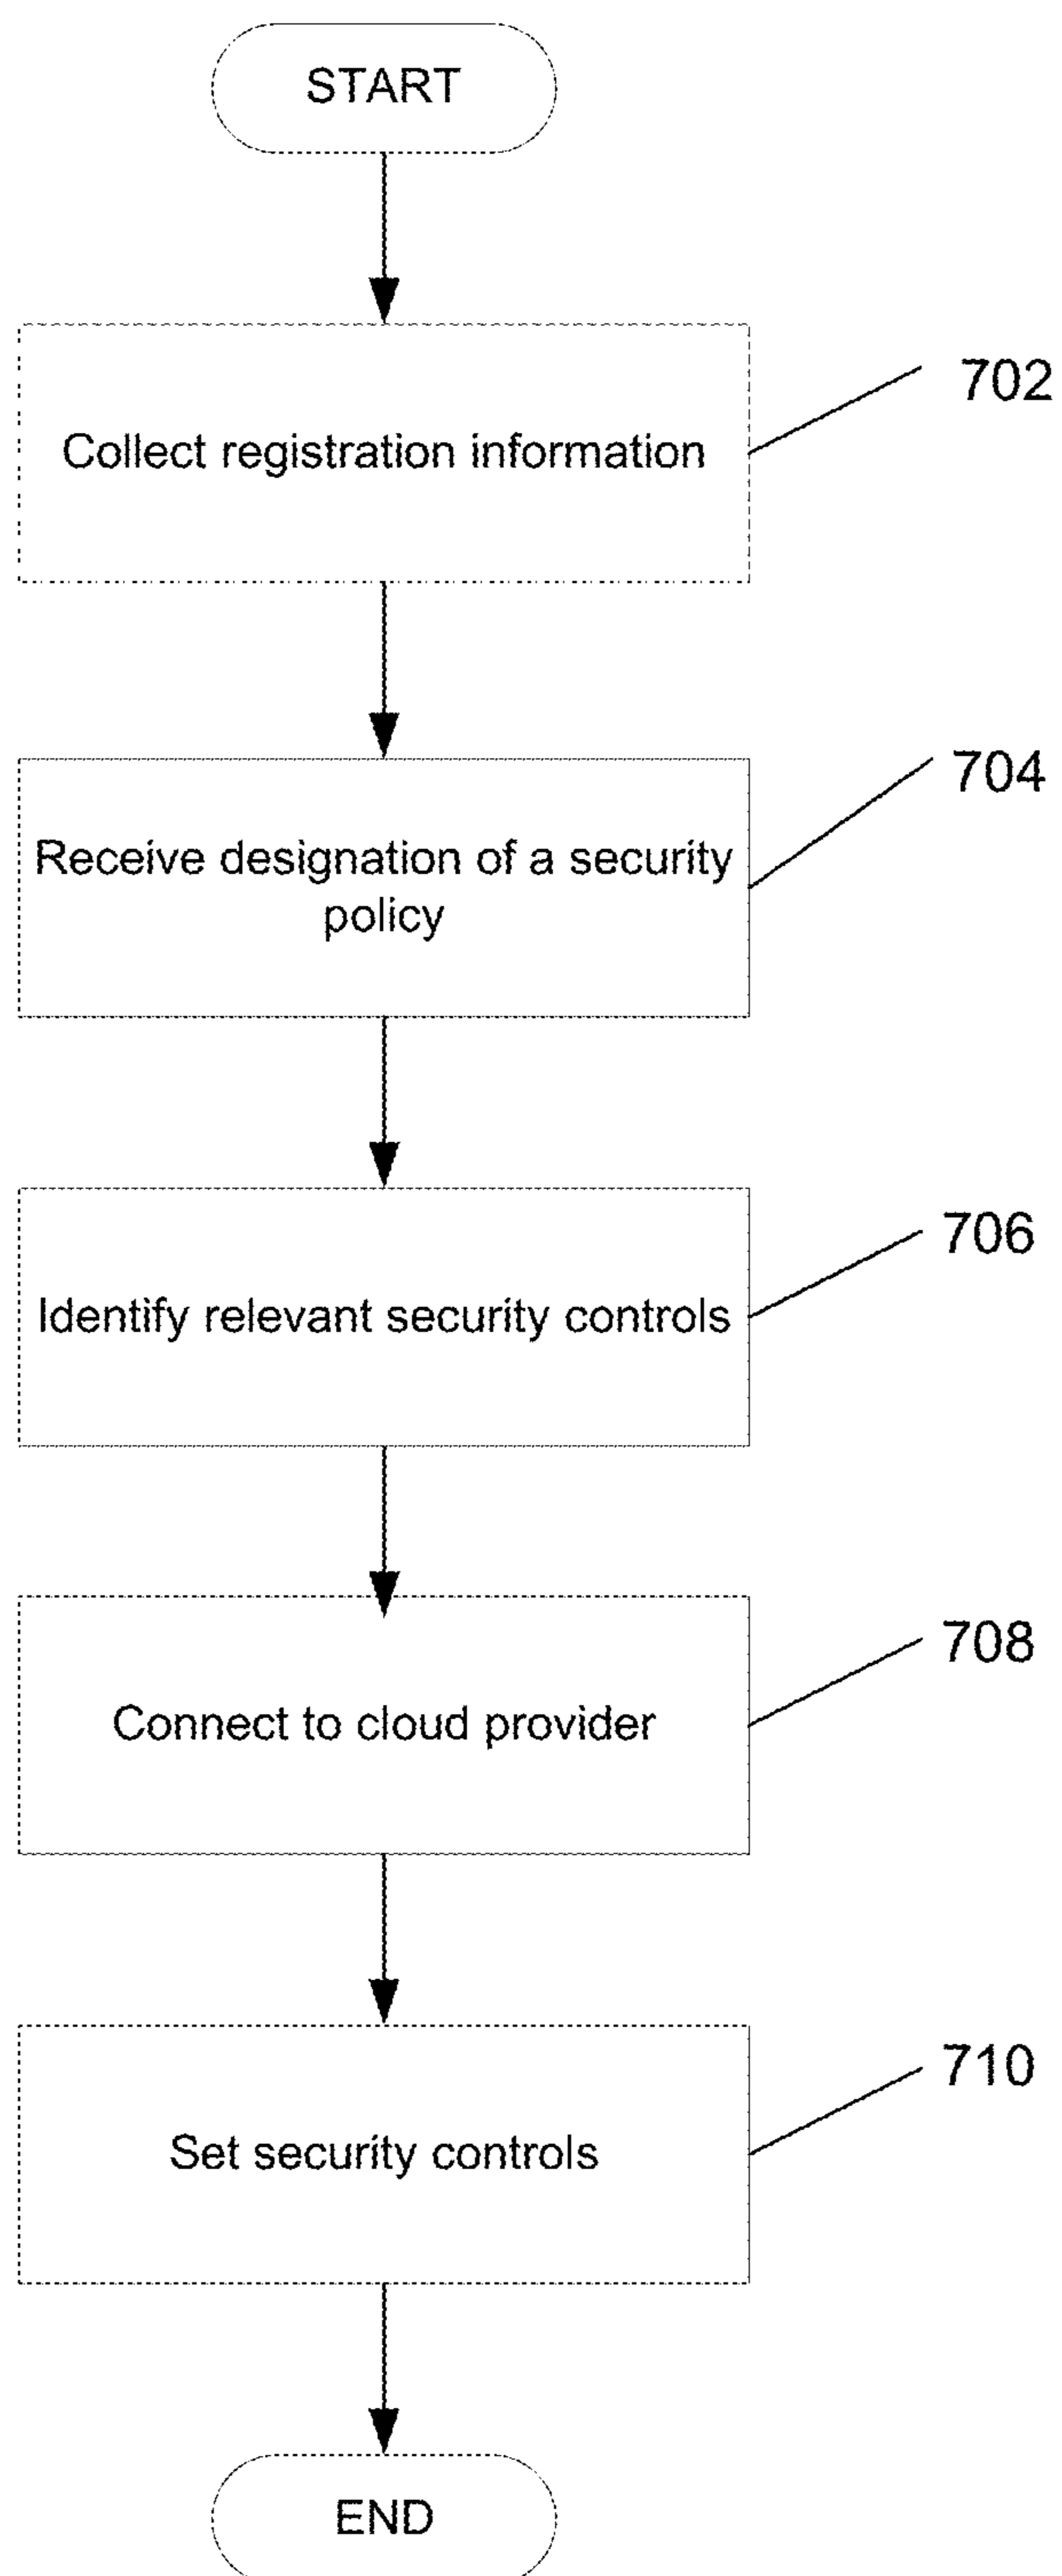 START
Collect registration information
702
Receive designation of a security
policy
704
Identify relevant security controls
706
Connect to cloud provider
708
Set security controls
710
END